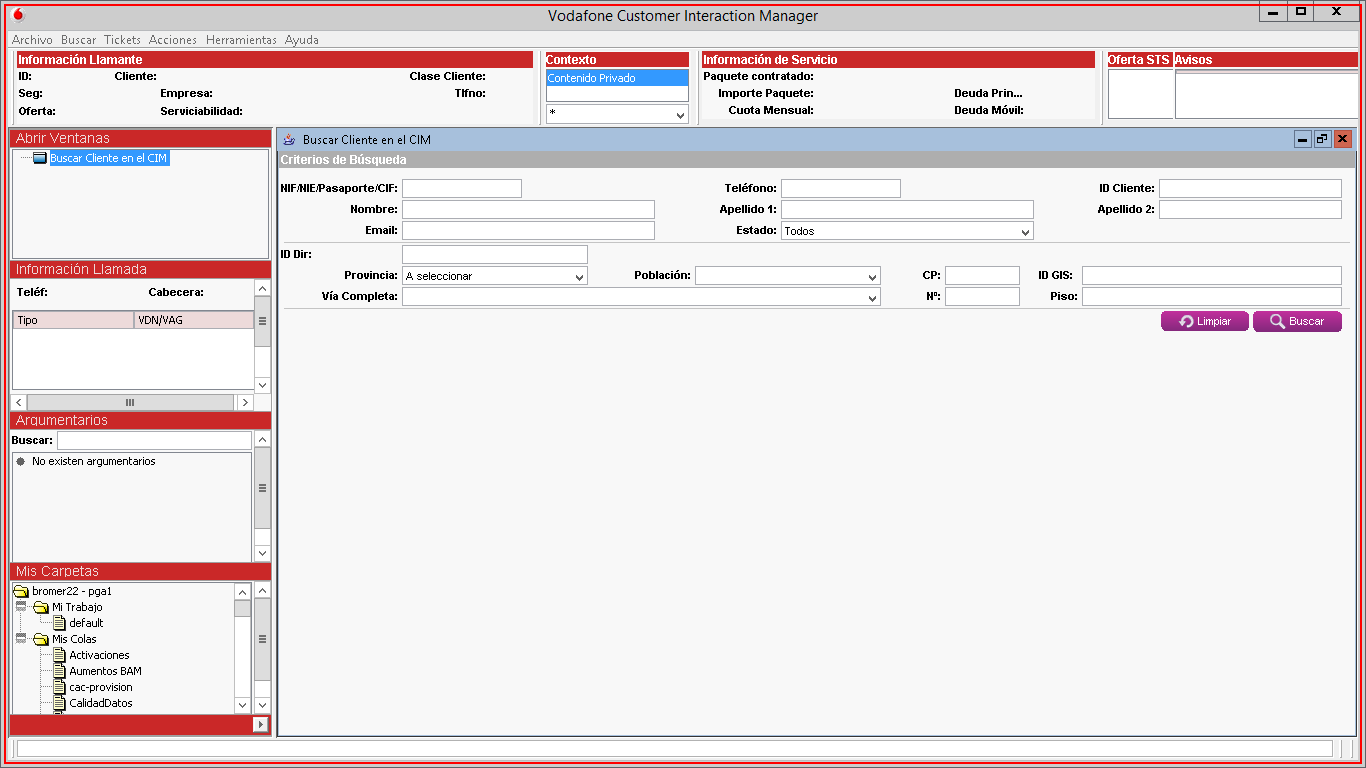 Vodafone Customer Interaction Manager
Archivo Buscar Tickets Acciones Herramientas Ayuda
Información Llamante
ID: Cliente: Clase Cliente:
Seg: Empresa: Tlfno:
Oferta: Serviciabilidad:
Contexto
Contenido Privado
*
Información de Servicio
Paquete contratado:
Importe Paquete: Deuda Prin...
Cuota Mensual: Deuda Móvil:
Oferta STS Avisos
Abrir Ventanas
Buscar Cliente en el CIM
Información Llamada
Teléf: Cabecera:
Tipo VDN/VAG
Argumentarios
Buscar:
No existen argumentarios
Mis Carpetas
bromer22 - pga1
Mi Trabajo
default
Mis Colas
Activaciones
Aumentos BAM
cac-provision
CalidadDatos
Buscar Cliente en el CIM
Criterios de Búsqueda
NIF/NIE/Pasaporte/CIF: Teléfono: ID Cliente:
Nombre: Apellido 1: Apellido 2:
Email: Estado: Todos
ID Dir:
Provincia: A seleccionar Población: CP: ID GIS:
Vía Completa: Nº: Piso:
Limpiar Buscar